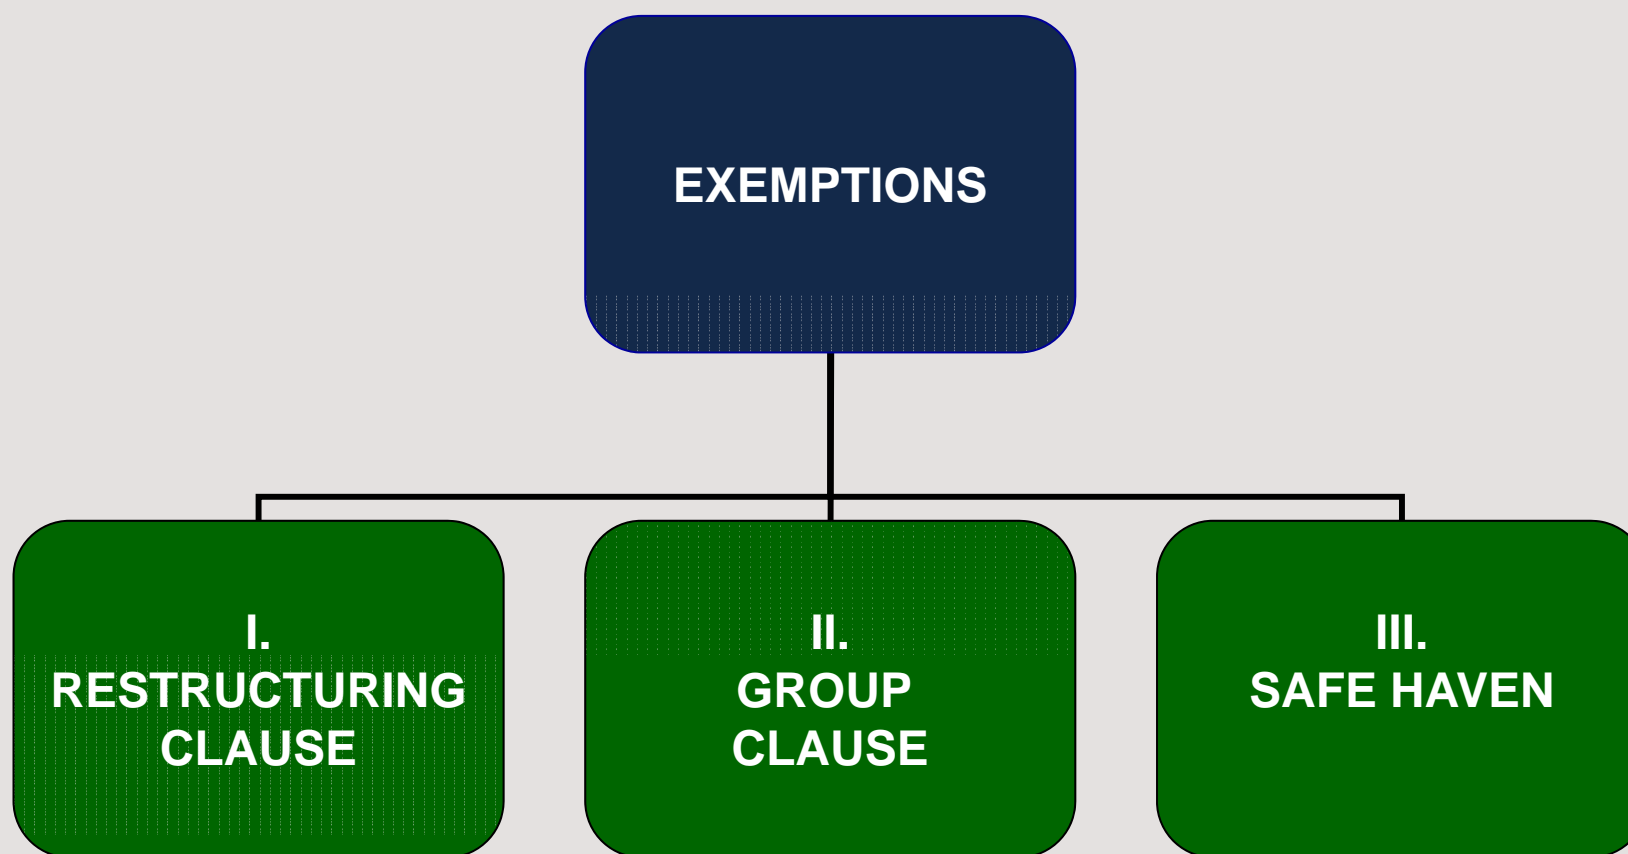 EXEMPTIONS
I.
RESTRUCTURING
CLAUSE
II.
GROUP
CLAUSE
III.
SAFE HAVEN